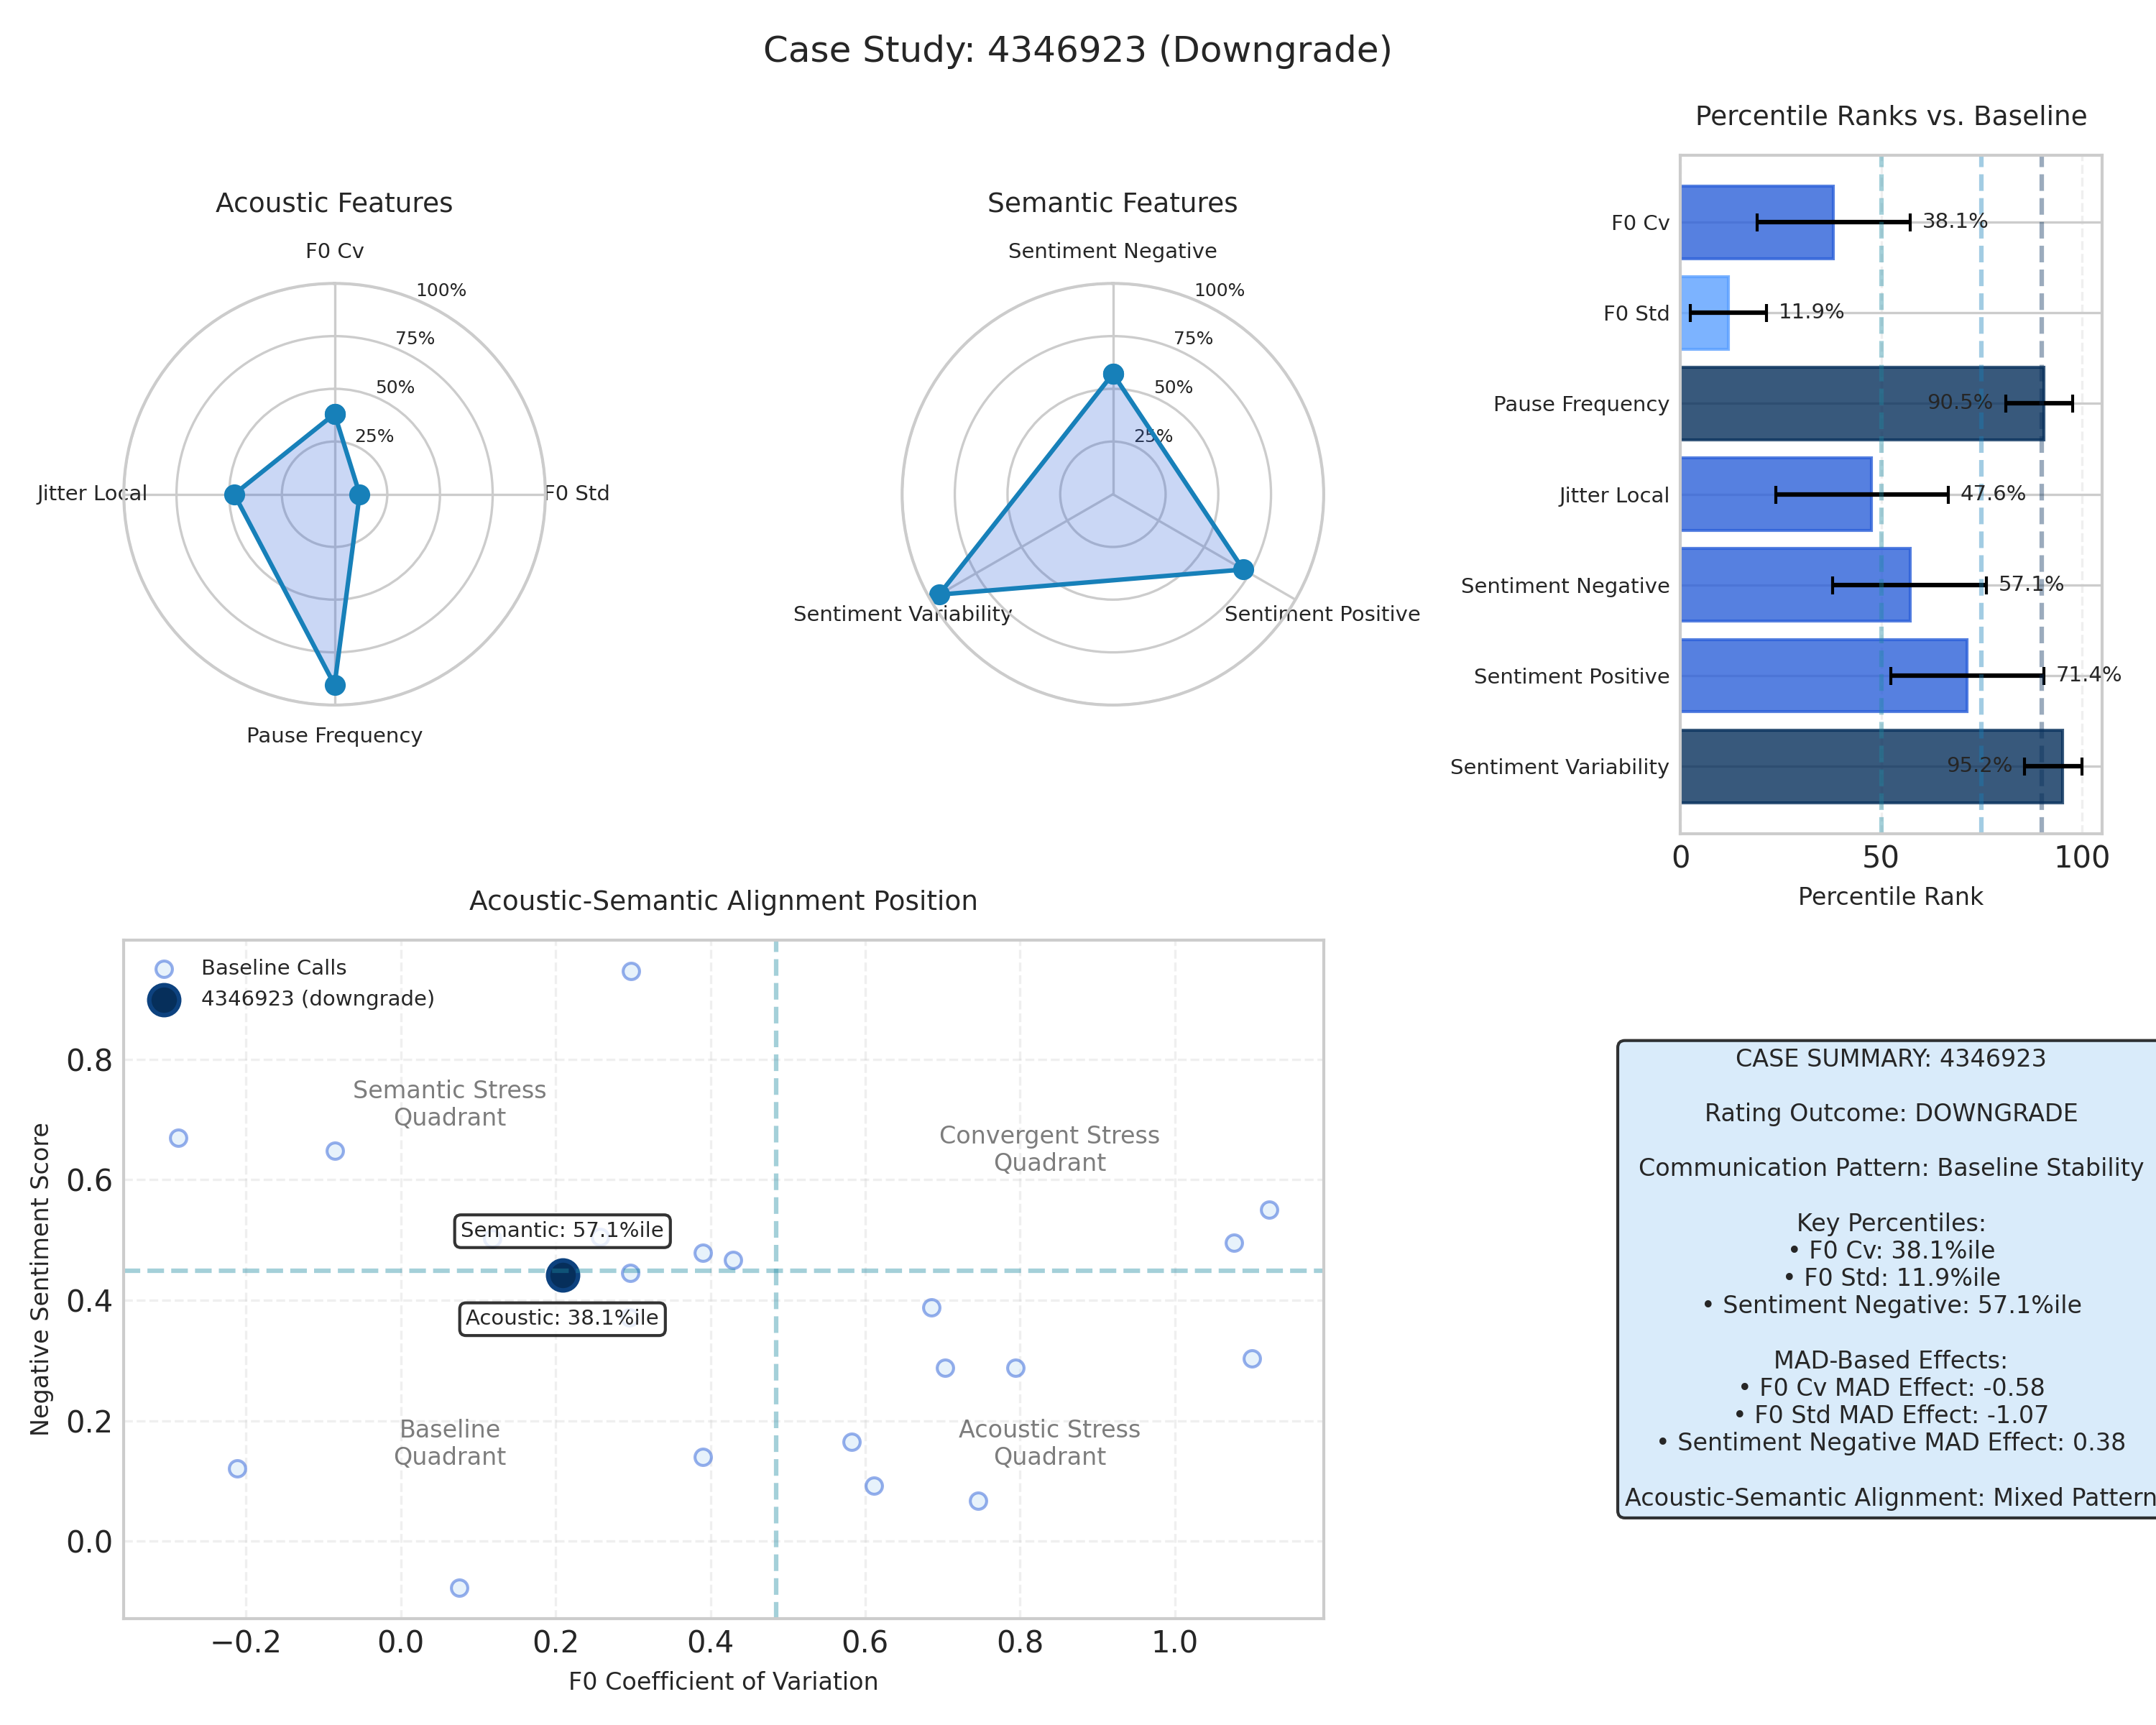 Case Study: 4346923 (Downgrade)
Acoustic Features
F0 Cv
100%
75%
50%
25%
Jitter Local
F0 Std
Pause Frequency
Semantic Features
Sentiment Negative
100%
75%
50%
25%
Sentiment Variability
Sentiment Positive
Percentile Ranks vs. Baseline
F0 Cv
38.1%
F0 Std
11.9%
Pause Frequency
90.5%
Jitter Local
47.6%
Sentiment Negative
57.1%
Sentiment Positive
71.4%
Sentiment Variability
95.2%
0
50
100
Percentile Rank
Acoustic-Semantic Alignment Position
Baseline Calls
4346923 (downgrade)
Semantic Stress
Quadrant
Convergent Stress
Quadrant
Semantic: 57.1%ile
Acoustic: 38.1%ile
Baseline
Quadrant
Acoustic Stress
Quadrant
0.8
0.6
0.4
0.2
0.0
Negative Sentiment Score
−0.2
0.0
0.2
0.4
0.6
0.8
1.0
F0 Coefficient of Variation
CASE SUMMARY: 4346923
Rating Outcome: DOWNGRADE
Communication Pattern: Baseline Stability
Key Percentiles:
• F0 Cv: 38.1%ile
• F0 Std: 11.9%ile
• Sentiment Negative: 57.1%ile
MAD-Based Effects:
• F0 Cv MAD Effect: -0.58
• F0 Std MAD Effect: -1.07
• Sentiment Negative MAD Effect: 0.38
Acoustic-Semantic Alignment: Mixed Pattern